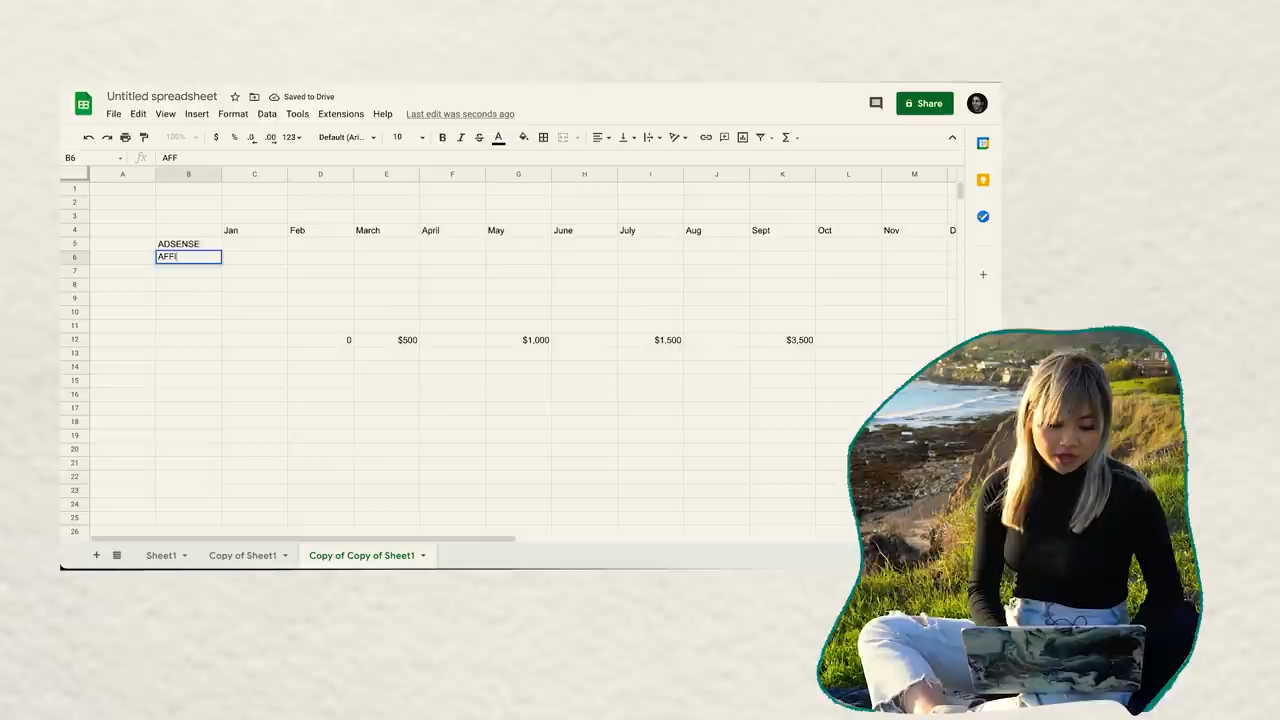 Untitled spreadsheet Saved to Drive
File Edit View Insert Format Data Tools Extensions Help Last edit was seconds ago
Share
100% $ % .0 .00 123 Default (Ari... 10 B I S A
B6 fx AFF
A B C D E F G H I J K L M
1
2
3
4 Jan Feb March April May June July Aug Sept Oct Nov D
5 ADSENSE
6 AFFI
7
8
9
10
11
12 0 $500 $1,000 $1,500 $3,500
13
14
15
16
17
18
19
20
21
22
23
24
25
26
Sheet1 Copy of Sheet1 Copy of Copy of Sheet1